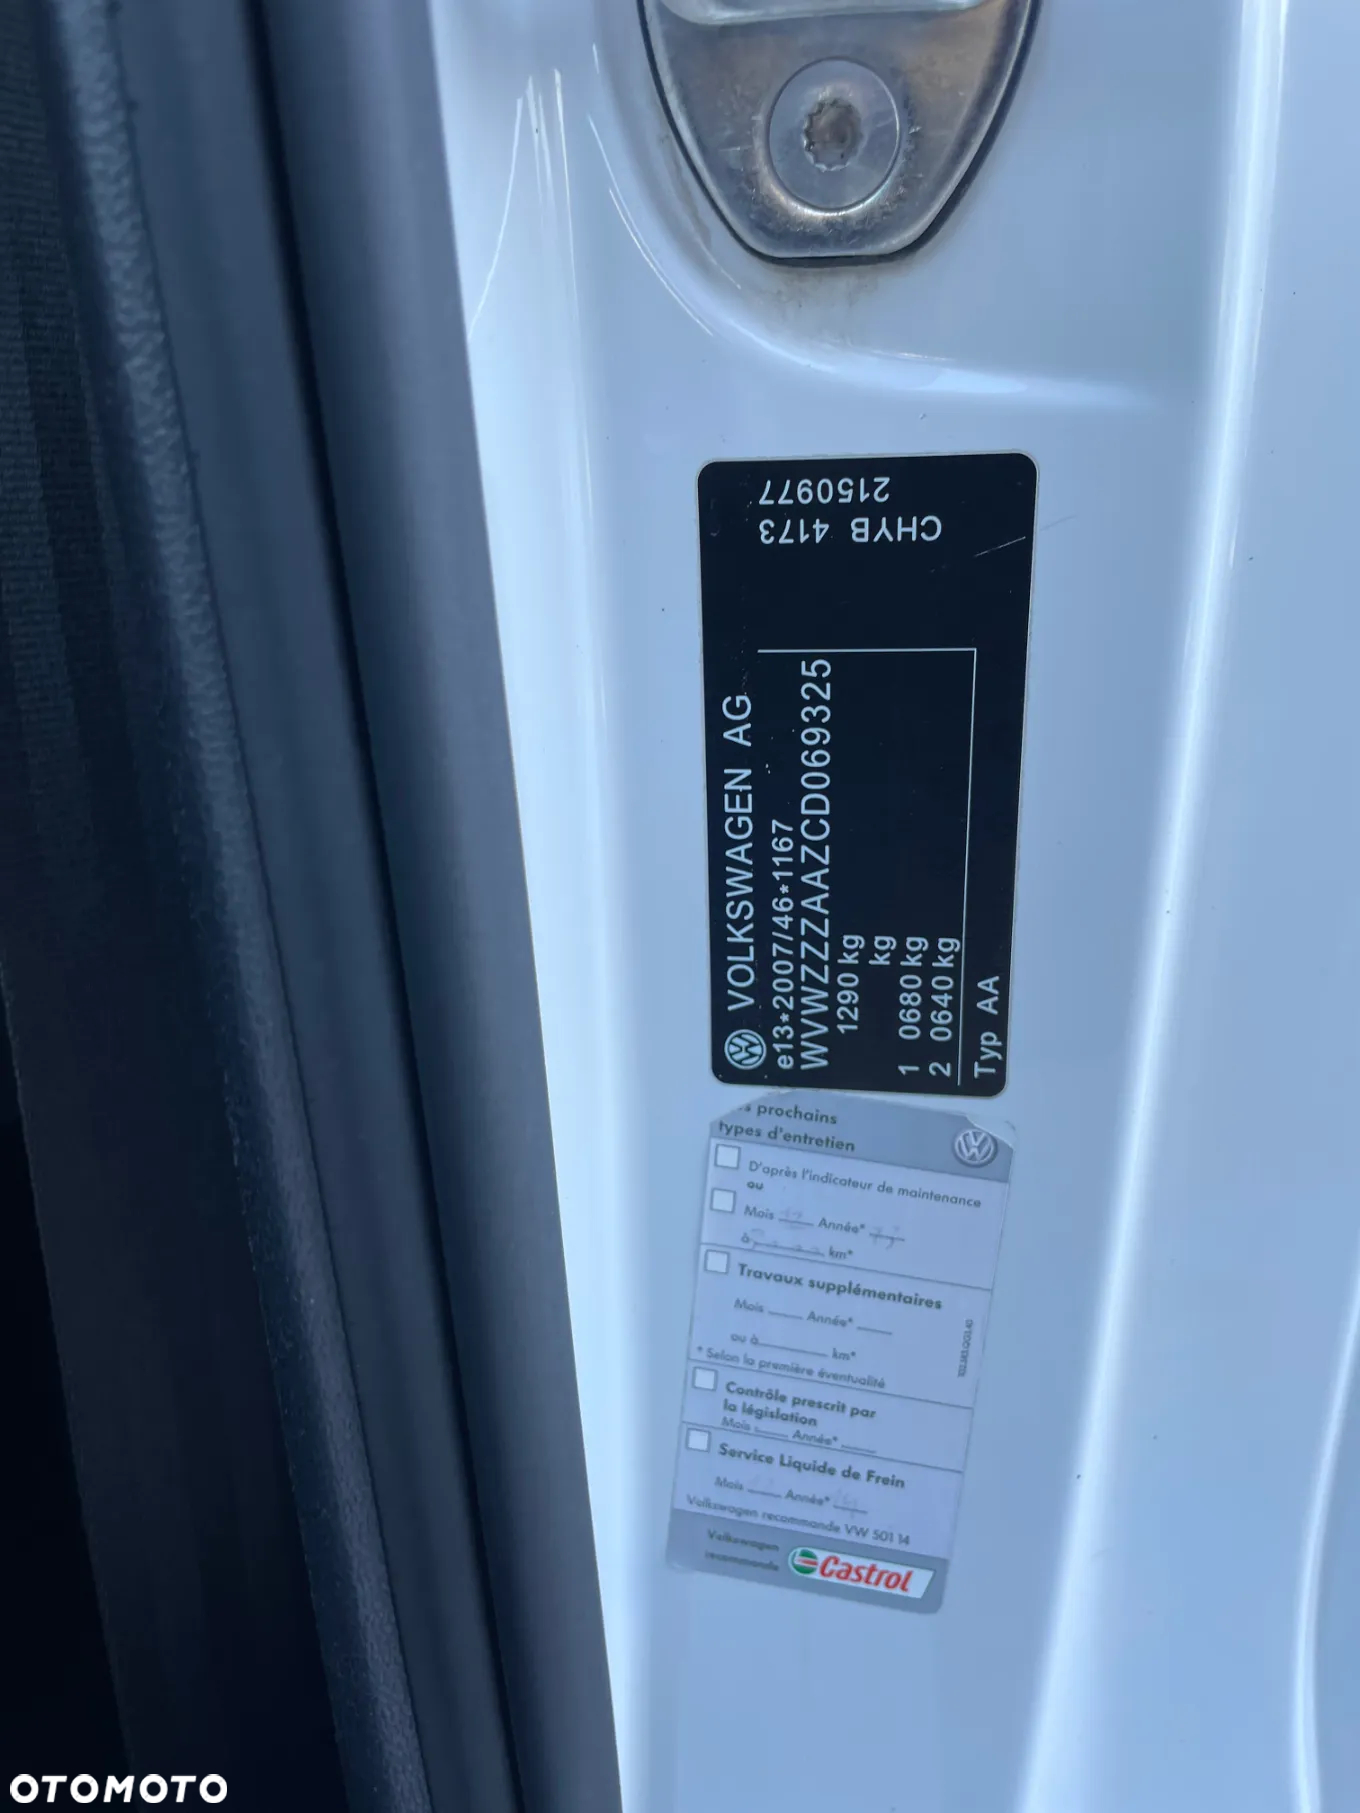 CHYB 4173
2150977
VOLKSWAGEN AG
e13*2007/46*1167
WVWZZZAAZCD069325
1290 kg
kg
1 0680 kg
2 0640 kg
Typ AA
prochains
types d'entretien
D'après l'indicateur de maintenance
ou
Mois Année*
à km*
Travaux supplémentaires
Mois Année*
ou à km*
* Selon la première éventualité
Contrôle prescrit par
la législation
Mois Année*
Service Liquide de Frein
Mois Année*
Volkswagen recommande VW 501 14
Volkswagen
recommande
Castrol
OTOMOTO